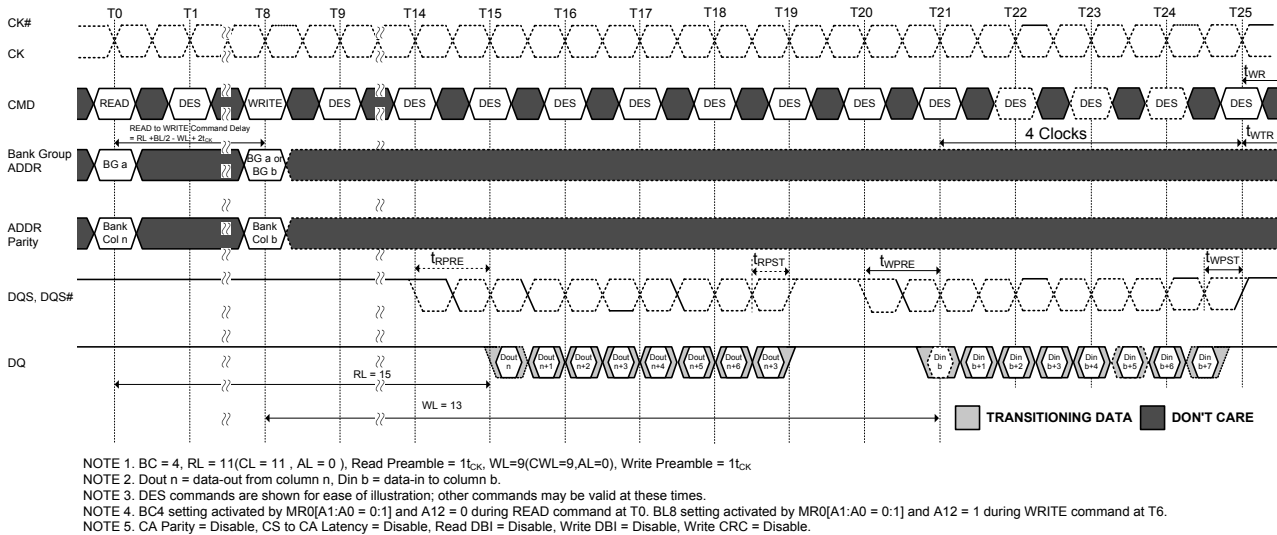 T0 T1 T8 T9 T14 T15 T16 T17 T18 T19 T20 T21 T22 T23 T24 T25
CK#
CK
tWR
CMD READ DES WRITE DES DES DES DES DES DES DES DES DES DES DES DES DES
READ to WRITE Command Delay
= RL +BL/2 - WL + 2tCK
4 Clocks
tWTR
Bank Group
ADDR
BG a
BG a or
BG b
ADDR
Parity
Bank
Col n
Bank
Col b
tRPRE tRPST tWPRE tWPST
DQS, DQS#
DQ
Dout
n
Dout
n+1
Dout
n+2
Dout
n+3
Dout
n+4
Dout
n+5
Dout
n+6
Dout
n+3
Din
b
Din
b+1
Din
b+2
Din
b+3
Din
b+4
Din
b+5
Din
b+6
Din
b+7
RL = 15
WL = 13
TRANSITIONING DATA DON'T CARE
NOTE 1. BC = 4, RL = 11(CL = 11 , AL = 0 ), Read Preamble = 1tCK, WL=9(CWL=9,AL=0), Write Preamble = 1tCK
NOTE 2. Dout n = data-out from column n, Din b = data-in to column b.
NOTE 3. DES commands are shown for ease of illustration; other commands may be valid at these times.
NOTE 4. BC4 setting activated by MR0[A1:A0 = 0:1] and A12 = 0 during READ command at T0. BL8 setting activated by MR0[A1:A0 = 0:1] and A12 = 1 during WRITE command at T6.
NOTE 5. CA Parity = Disable, CS to CA Latency = Disable, Read DBI = Disable, Write DBI = Disable, Write CRC = Disable.